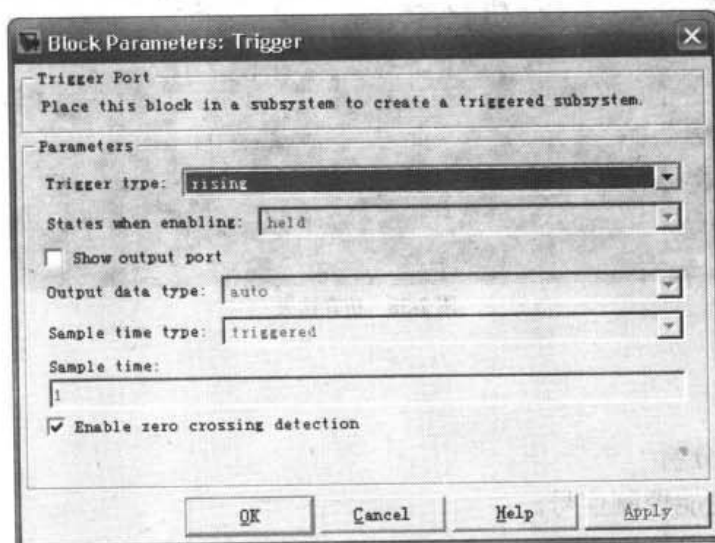 Block Parameters: Trigger
Trigger Port
Place this block in a subsystem to create a triggered subsystem.
Parameters
Trigger type: rising
States when enabling: held
Show output port
Output data type: auto
Sample time type: triggered
Sample time:
1
Enable zero crossing detection
OK Cancel Help Apply